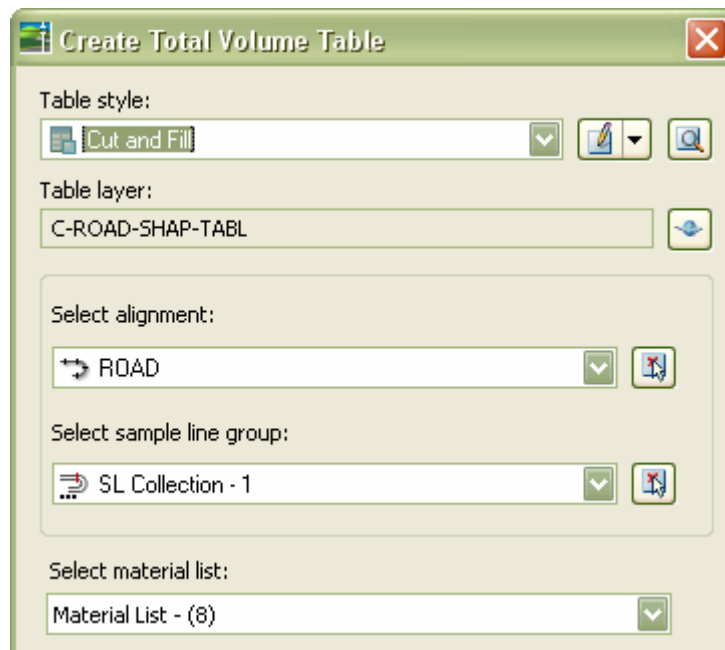 Create Total Volume Table
Table style:
Cut and Fill
Table layer:
C-ROAD-SHAP-TABL
Select alignment:
ROAD
Select sample line group:
SL Collection - 1
Select material list:
Material List - (8)